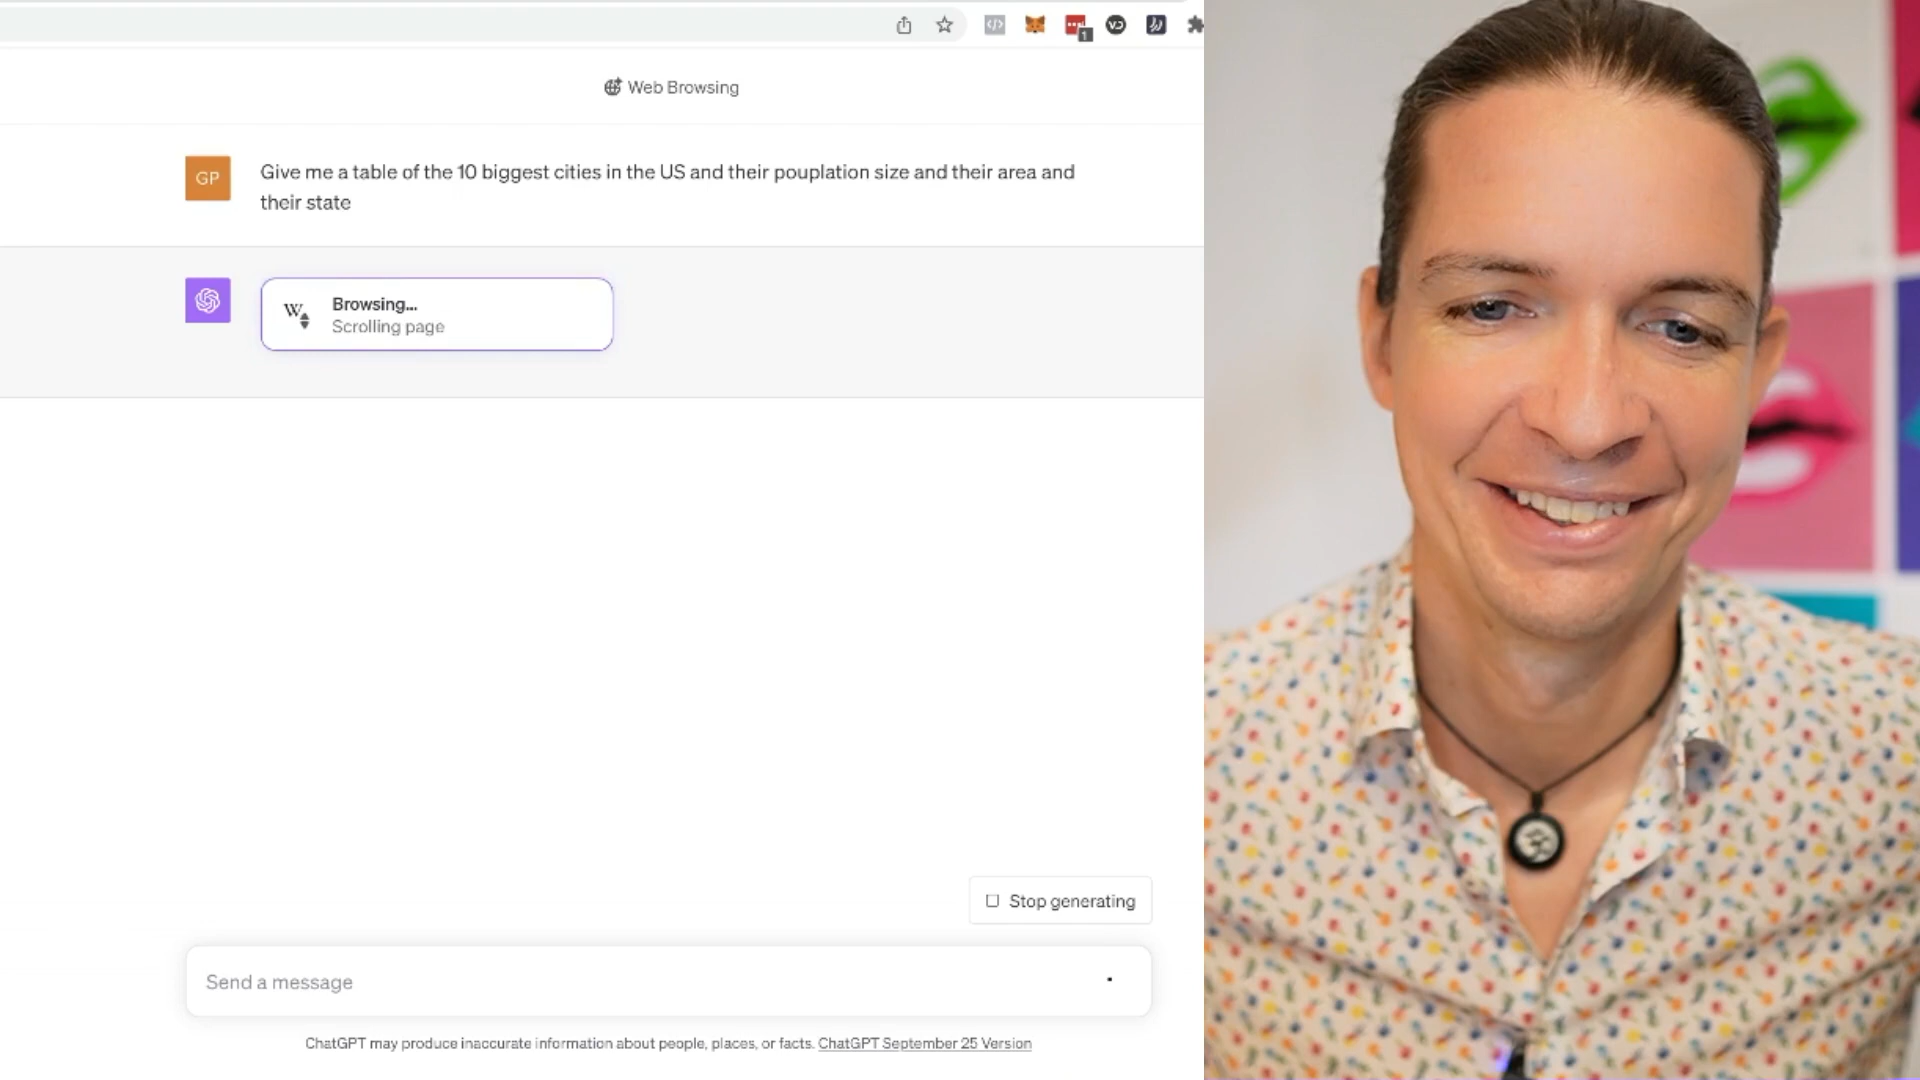 1
Web Browsing
GP
Give me a table of the 10 biggest cities in the US and their pouplation size and their area and
their state
W
Browsing...
Scrolling page
Stop generating
Send a message
ChatGPT may produce inaccurate information about people, places, or facts. ChatGPT September 25 Version